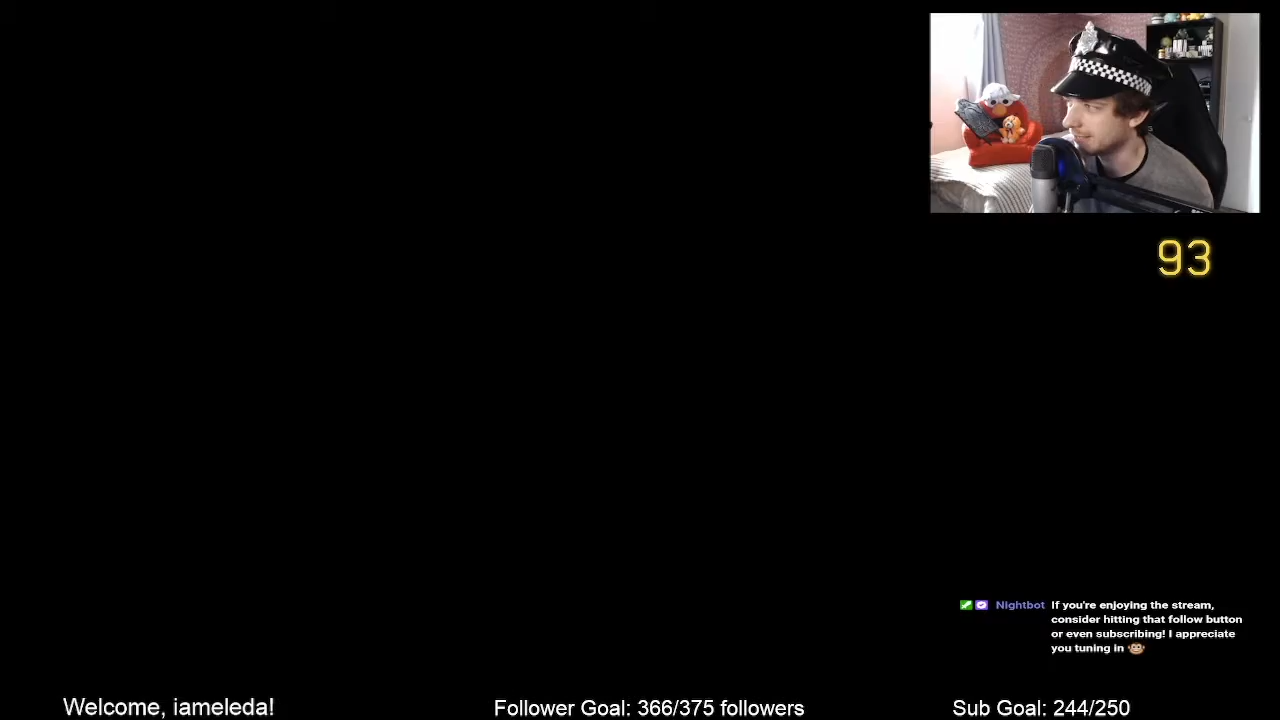 93
Nightbot If you're enjoying the stream,
consider hitting that follow button
or even subscribing! I appreciate
you tuning in
Welcome, iameleda!
Follower Goal: 366/375 followers
Sub Goal: 244/250